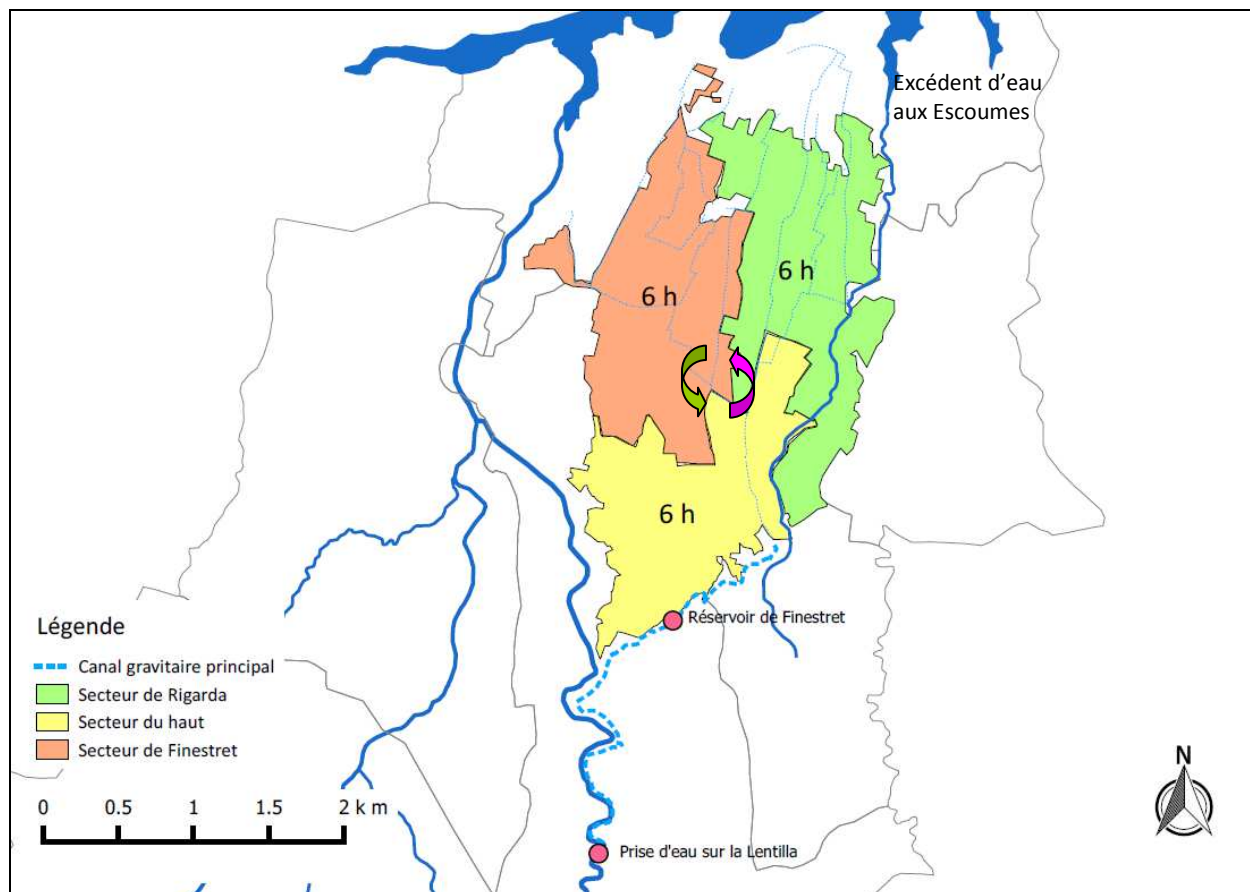 Excédent d'eau
aux Escoumes
6 h
6 h
6 h
Réservoir de Finestret
Légende
Canal gravitaire principal
Secteur de Rigarda
Secteur du haut
Secteur de Finestret
0 0.5 1 1.5 2 k m
Prise d'eau sur la Lentilla
N